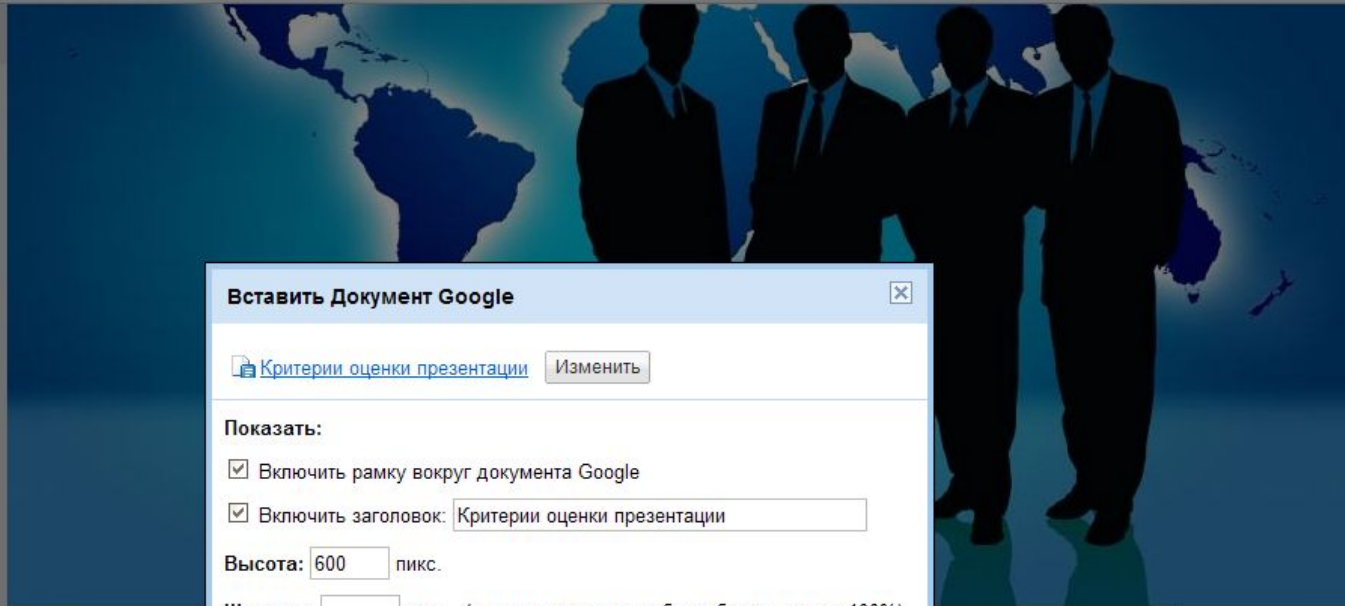 Вставить Документ Google
Критерии оценки презентации Изменить
Показать:
Включить рамку вокруг документа Google
Включить заголовок: Критерии оценки презентации
Высота: 600 пикс.